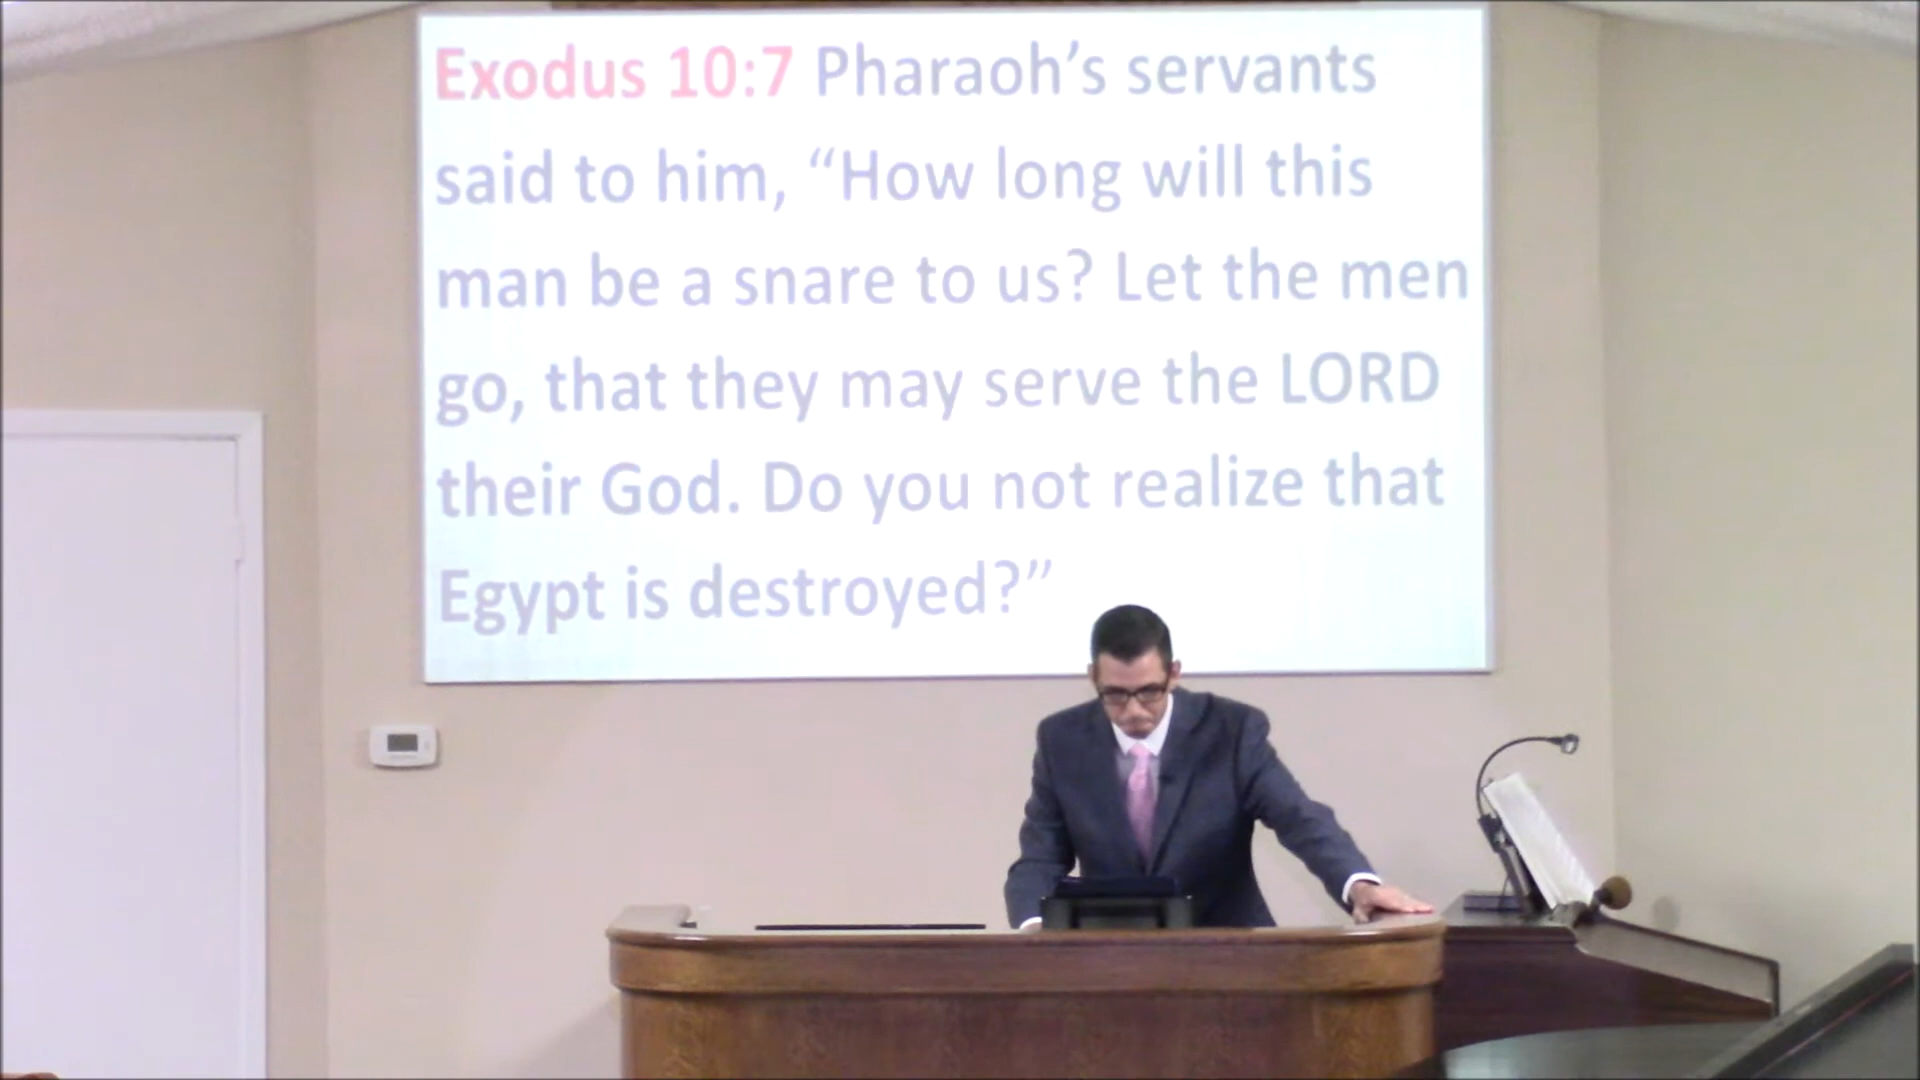 Exodus 10:7 Pharaoh’s servants
said to him, “How long will this
man be a snare to us? Let the men
go, that they may serve the LORD
their God. Do you not realize that
Egypt is destroyed?”